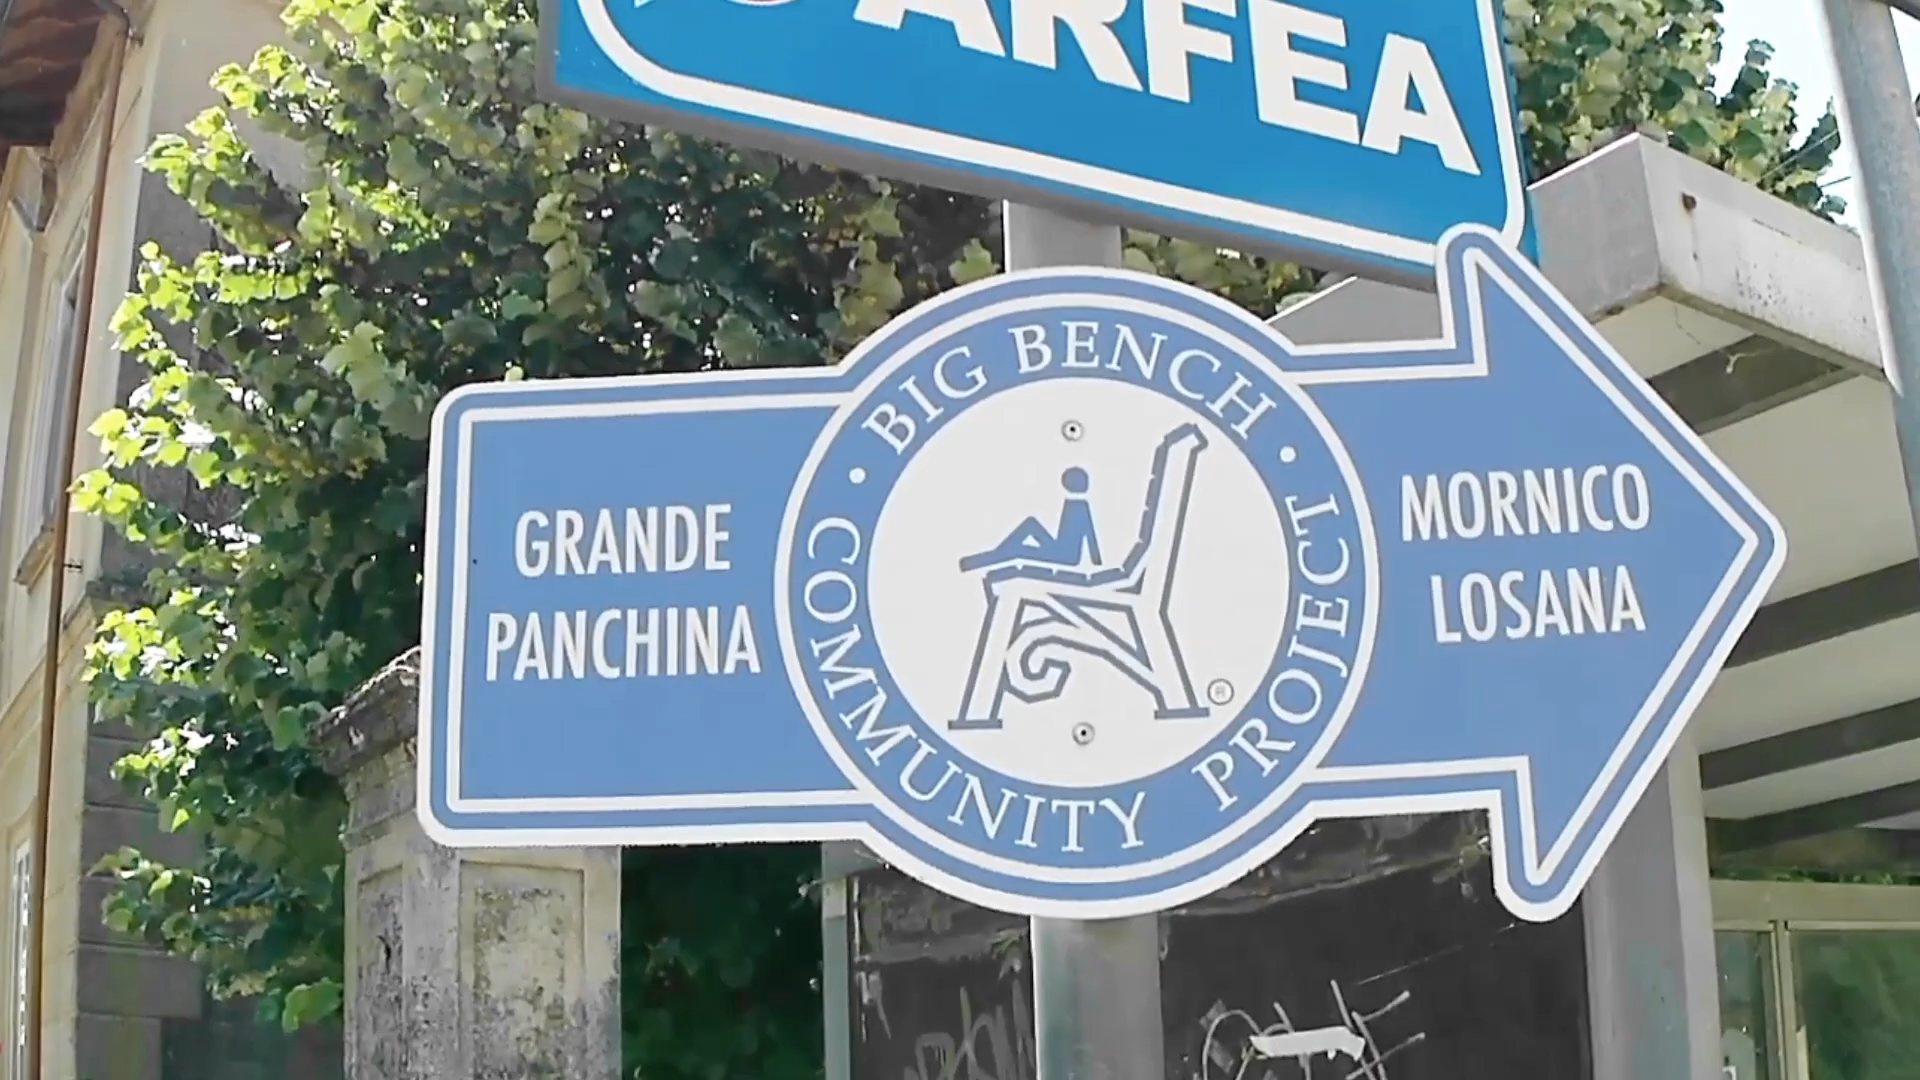 ARFEA
BIG BENCH
COMMUNITY PROJECT
GRANDE
PANCHINA
MORNICO
LOSANA
®